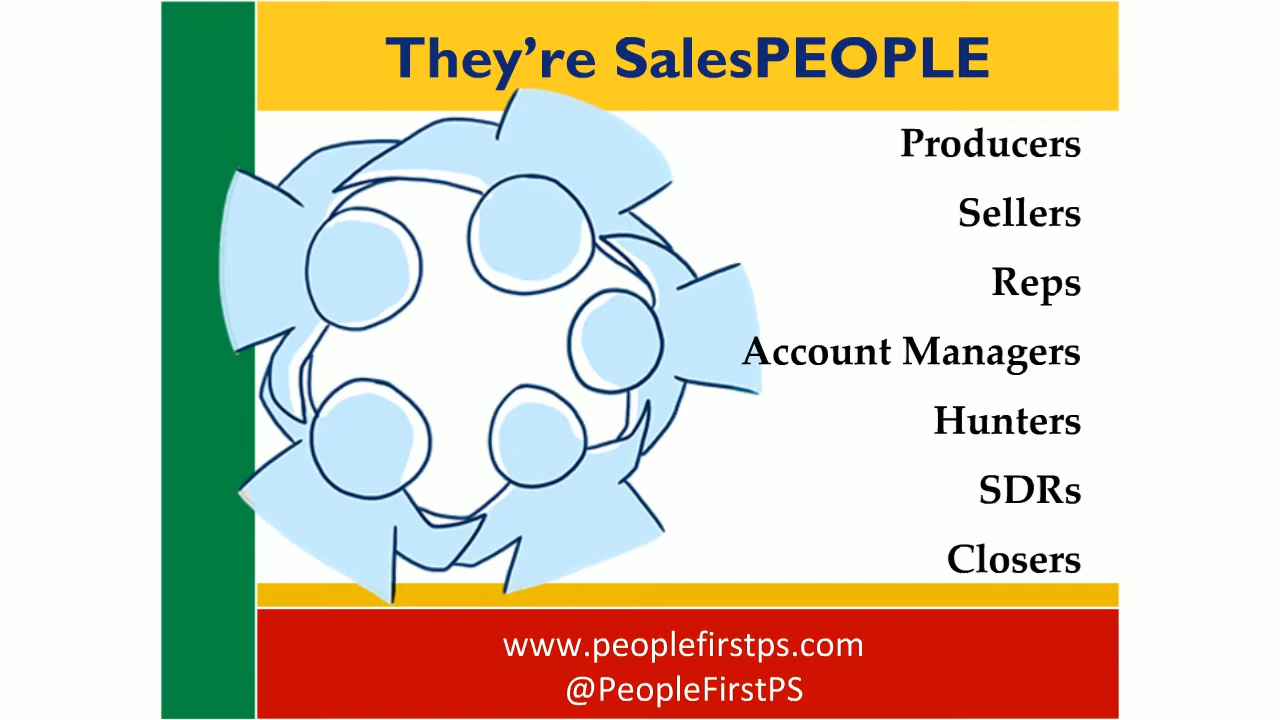 They’re SalesPEOPLE
Producers
Sellers
Reps
Account Managers
Hunters
SDRs
Closers
www.peoplefirstps.com
@PeopleFirstPS